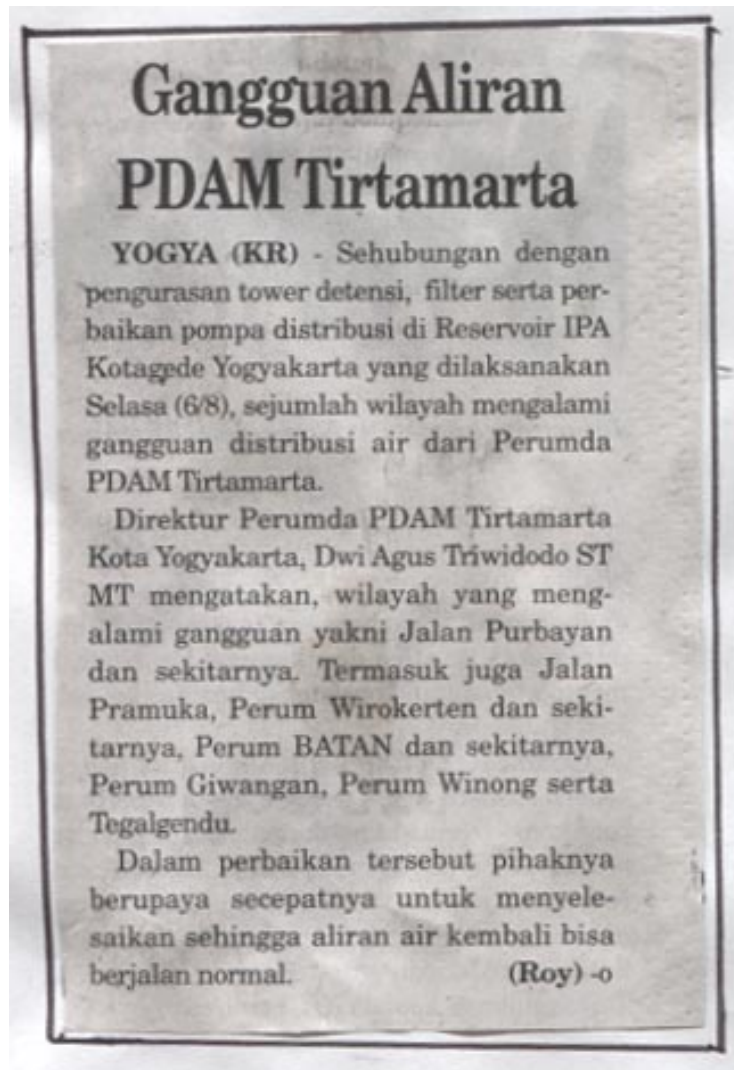 Gangguan Aliran
PDAM Tirtamarta
YOGYA (KR) - Sehubungan dengan
pengurasan tower detensi, filter serta per-
baikan pompa distribusi di Reservoir IPA
Kotagede Yogyakarta yang dilaksanakan
Selasa (6/8), sejumlah wilayah mengalami
gangguan distribusi air dari Perumda
PDAM Tirtamarta.
Direktur Perumda PDAM Tirtamarta
Kota Yogyakarta, Dwi Agus Triwidodo ST
MT mengatakan, wilayah yang meng-
alami gangguan yakni Jalan Purbayan
dan sekitarnya. Termasuk juga Jalan
Pramuka, Perum Wirokerten dan seki-
tarnya, Perum BATAN dan sekitarnya,
Perum Giwangan, Perum Winong serta
Tegalgendu.
Dalam perbaikan tersebut pihaknya
berupaya secepatnya untuk menyele-
saikan sehingga aliran air kembali bisa
berjalan normal. (Roy) -o